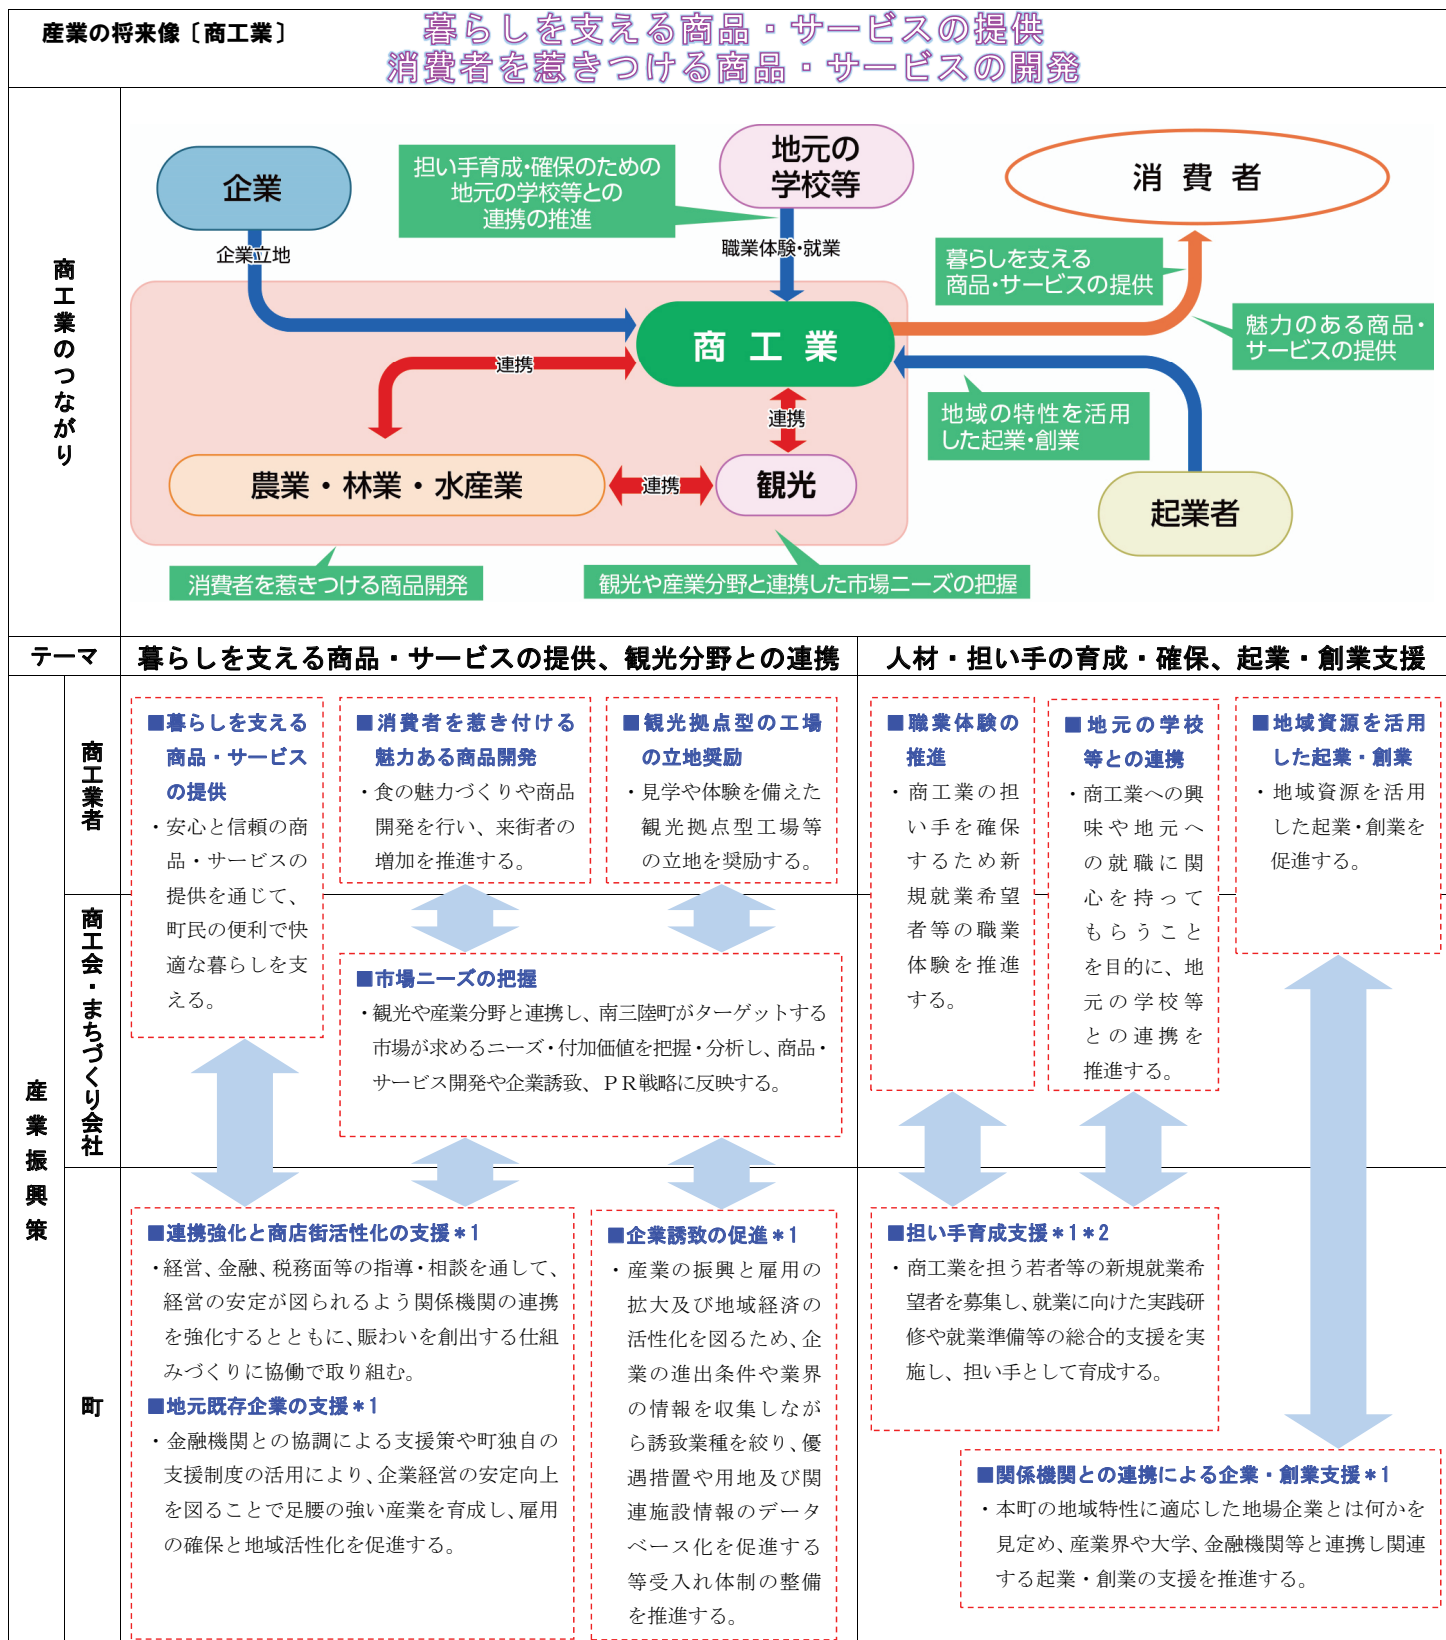 産業の将来像〔商工業〕
暮らしを支える商品・サービスの提供
消費者を惹きつける商品・サービスの開発
商工業のつながり
企業
企業立地
担い手育成・確保のための
地元の学校等との
連携の推進
地元の
学校等
職業体験・就業
消費者
暮らしを支える
商品・サービスの提供
魅力のある商品・
サービスの提供
商工業
連携
連携
地域の特性を活用
した起業・創業
農業・林業・水産業
連携
観光
起業者
消費者を惹きつける商品開発
観光や産業分野と連携した市場ニーズの把握
テーマ
暮らしを支える商品・サービスの提供、観光分野との連携
人材・担い手の育成・確保、起業・創業支援
産業振興策
商工業者
■暮らしを支える
商品・サービス
の提供
・安心と信頼の商
品・サービスの
提供を通じて、
町民の便利で快
適な暮らしを支
える。
■消費者を惹き付ける
魅力ある商品開発
・食の魅力づくりや商品
開発を行い、来街者の
増加を推進する。
■観光拠点型の工場
の立地奨励
・見学や体験を備えた
観光拠点型工場等
の立地を奨励する。
■職業体験の
推進
・商工業の担
い手を確保
するため新
規就業希望
者等の職業
体験を推進
する。
■地元の学校
等との連携
・商工業への興
味や地元へ
の就職に関
心を持って
もらうこと
を目的に、地
元の学校等
との連携を
推進する。
■地域資源を活用
した起業・創業
・地域資源を活用
した起業・創業を
促進する。
商工会・まちづくり会社
■市場ニーズの把握
・観光や産業分野と連携し、南三陸町がターゲットする
市場が求めるニーズ・付加価値を把握・分析し、商品・
サービス開発や企業誘致、ＰＲ戦略に反映する。
町
■連携強化と商店街活性化の支援＊1
・経営、金融、税務面等の指導・相談を通して、
経営の安定が図られるよう関係機関の連携
を強化するとともに、賑わいを創出する仕組
みづくりに協働で取り組む。
■地元既存企業の支援＊1
・金融機関との協調による支援策や町独自の
支援制度の活用により、企業経営の安定向上
を図ることで足腰の強い産業を育成し、雇用
の確保と地域活性化を促進する。
■企業誘致の促進＊1
・産業の振興と雇用の
拡大及び地域経済の
活性化を図るため、企
業の進出条件や業界
の情報を収集しなが
ら誘致業種を絞り、優
遇措置や用地及び関
連施設情報のデータ
ベース化を促進する
等受入れ体制の整備
を推進する。
■担い手育成支援＊1＊2
・商工業を担う若者等の新規就業希
望者を募集し、就業に向けた実践研
修や就業準備等の総合的支援を実
施し、担い手として育成する。
■関係機関との連携による企業・創業支援＊1
・本町の地域特性に適応した地場企業とは何かを
見定め、産業界や大学、金融機関等と連携し関連
する起業・創業の支援を推進する。